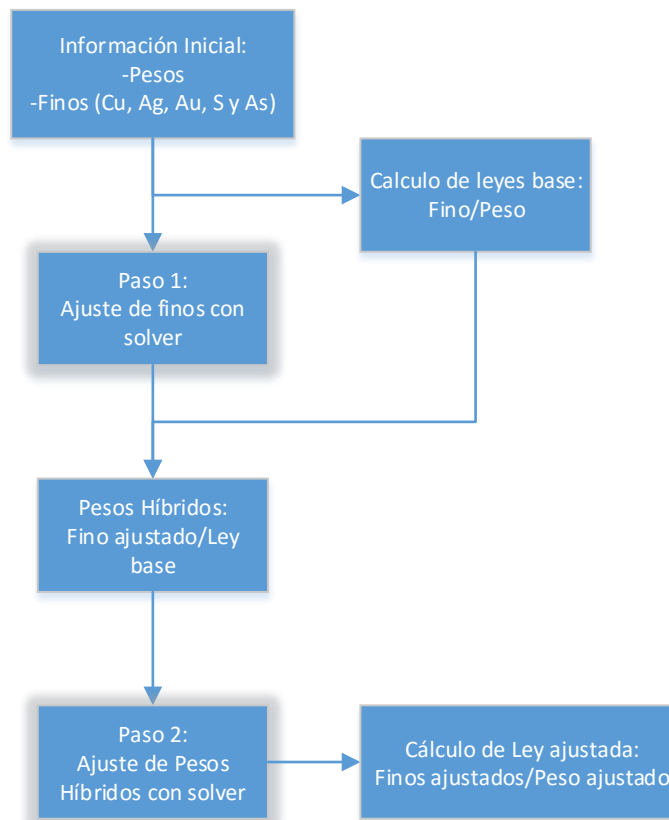 Información Inicial:
-Pesos
-Finos (Cu, Ag, Au, S y As)
Calculo de leyes base:
Fino/Peso
Paso 1:
Ajuste de finos con
solver
Pesos Híbridos:
Fino ajustado/Ley
base
Paso 2:
Ajuste de Pesos
Híbridos con solver
Cálculo de Ley ajustada:
Finos ajustados/Peso ajustado